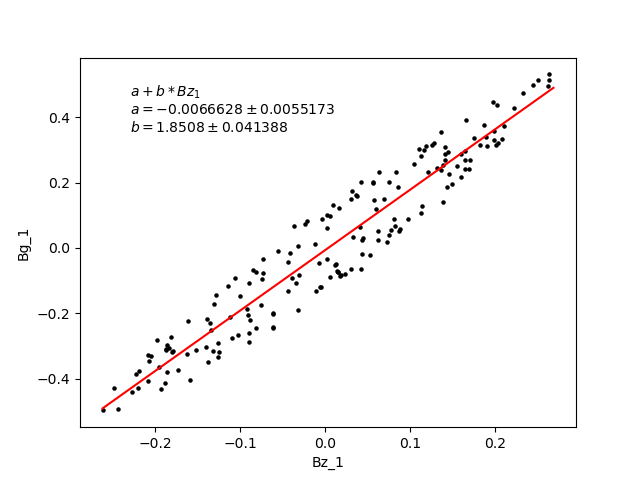 a + b * Bz_1
a = −0.0066628 ± 0.0055173
b = 1.8508 ± 0.041388
0.4
0.2
0.0
−0.2
−0.4
Bg_1
−0.2 −0.1 0.0 0.1 0.2
Bz_1